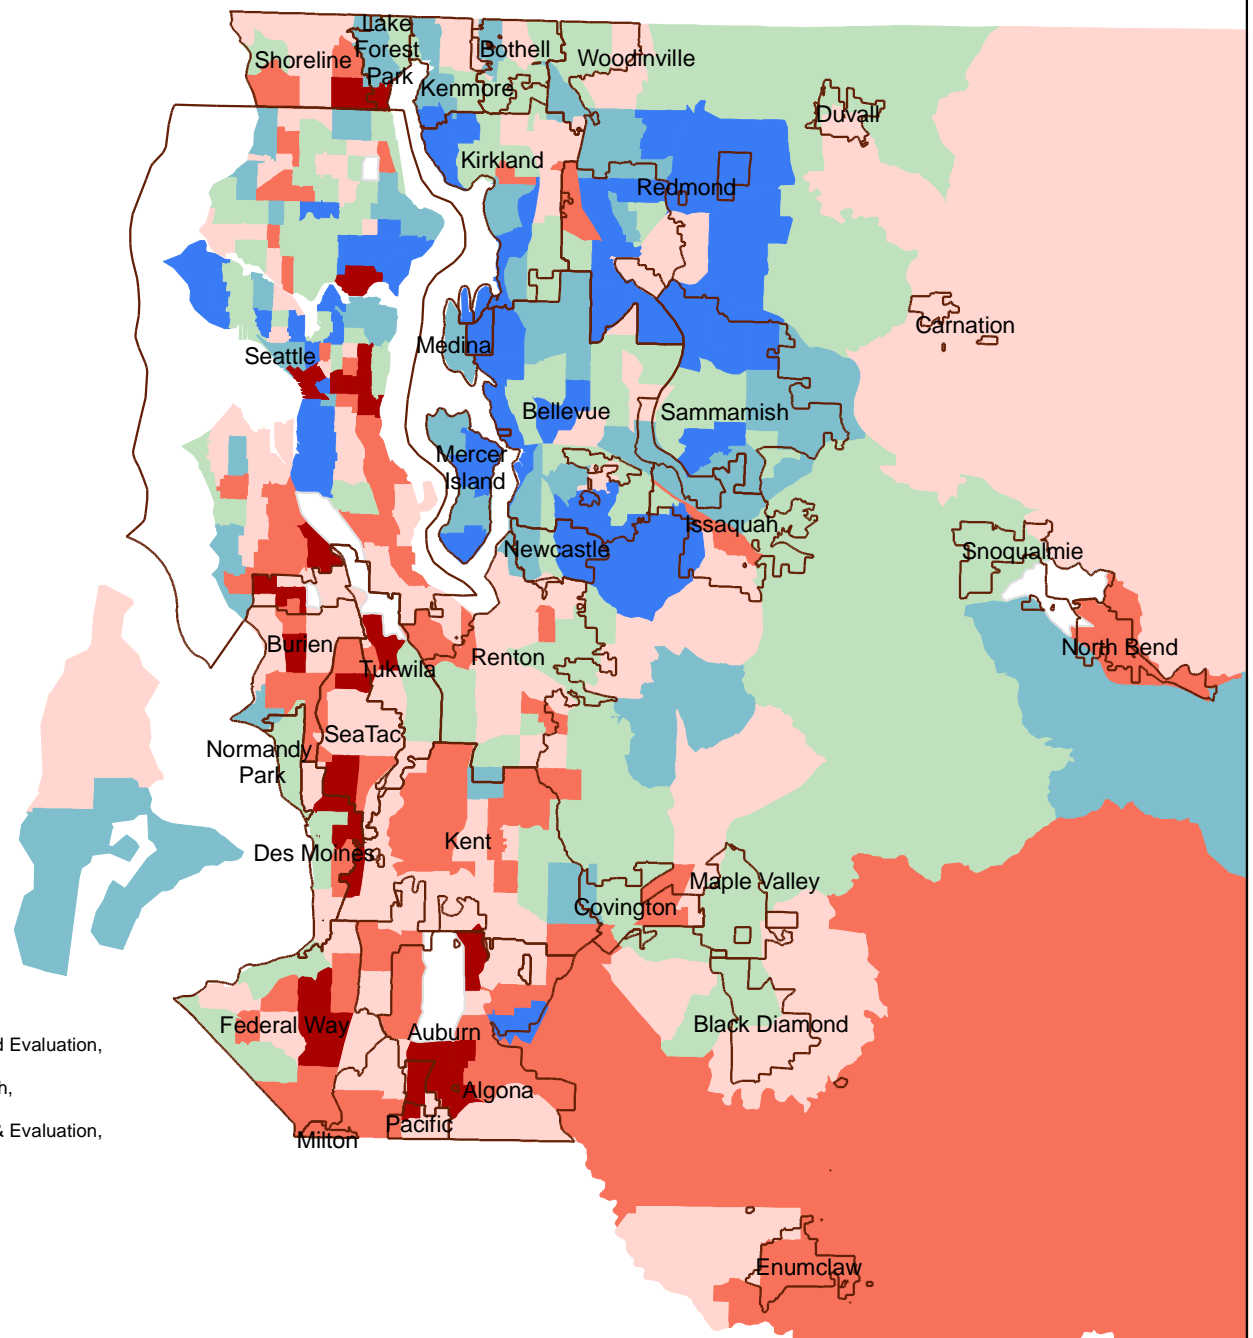 Lake
Forest
Park
Shoreline
Bothell
Woodinville
Kenmore
Duvall
Kirkland
Redmond
Carnation
Seattle
Medina
Bellevue
Sammamish
Mercer
Island
Newcastle
Issaquah
Snoqualmie
Burien
Tukwila
Renton
North Bend
SeaTac
Normandy
Park
Des Moines
Kent
Maple Valley
Covington
Federal Way
Auburn
Black Diamond
Evaluation,
Algona
& Evaluation,
Pacific
Milton
Enumclaw